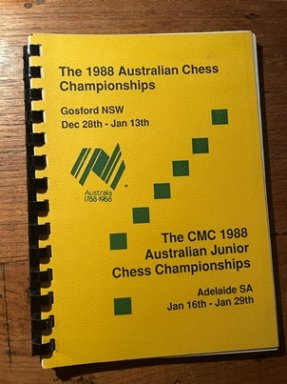 The 1988 Australian Chess
Championships
Gosford NSW
Dec 28th - Jan 13th
Australia
1788-1988
The CMC 1988
Australian Junior
Chess Championships
Adelaide SA
Jan 16th - Jan 29th